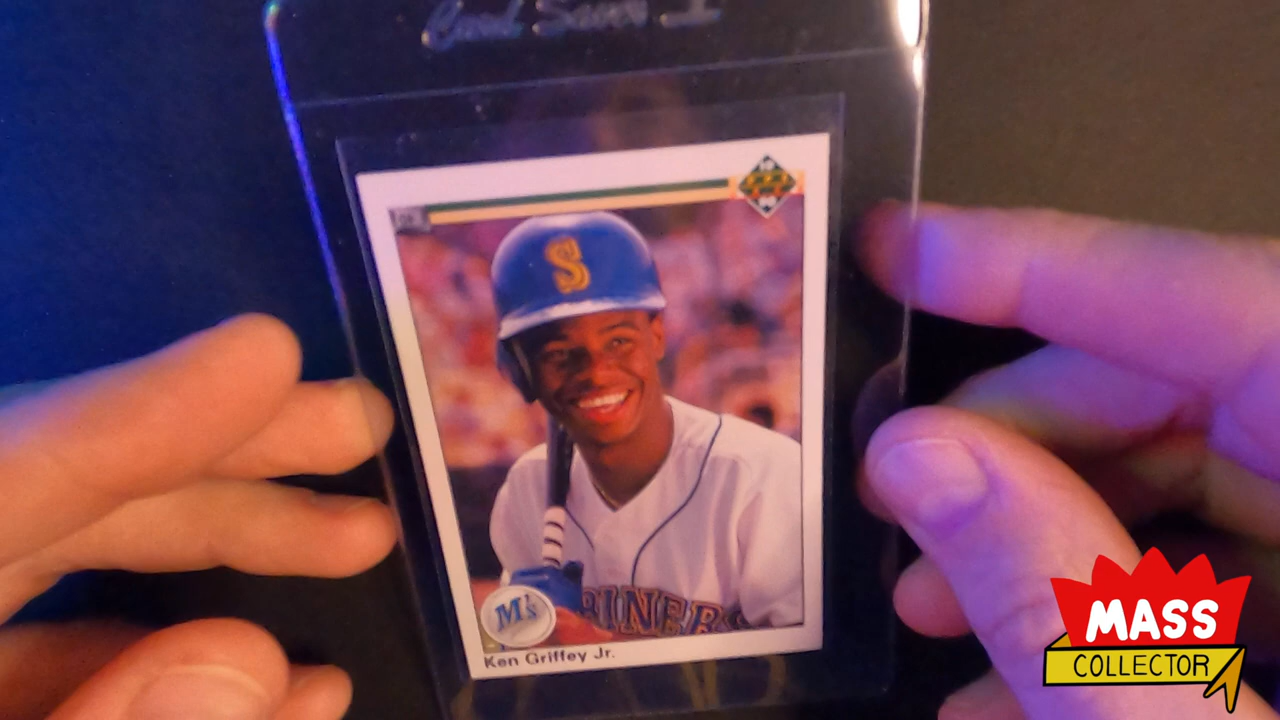 Card Saver I
S
MARINERS
M's
Ken Griffey Jr.
MASS
COLLECTOR